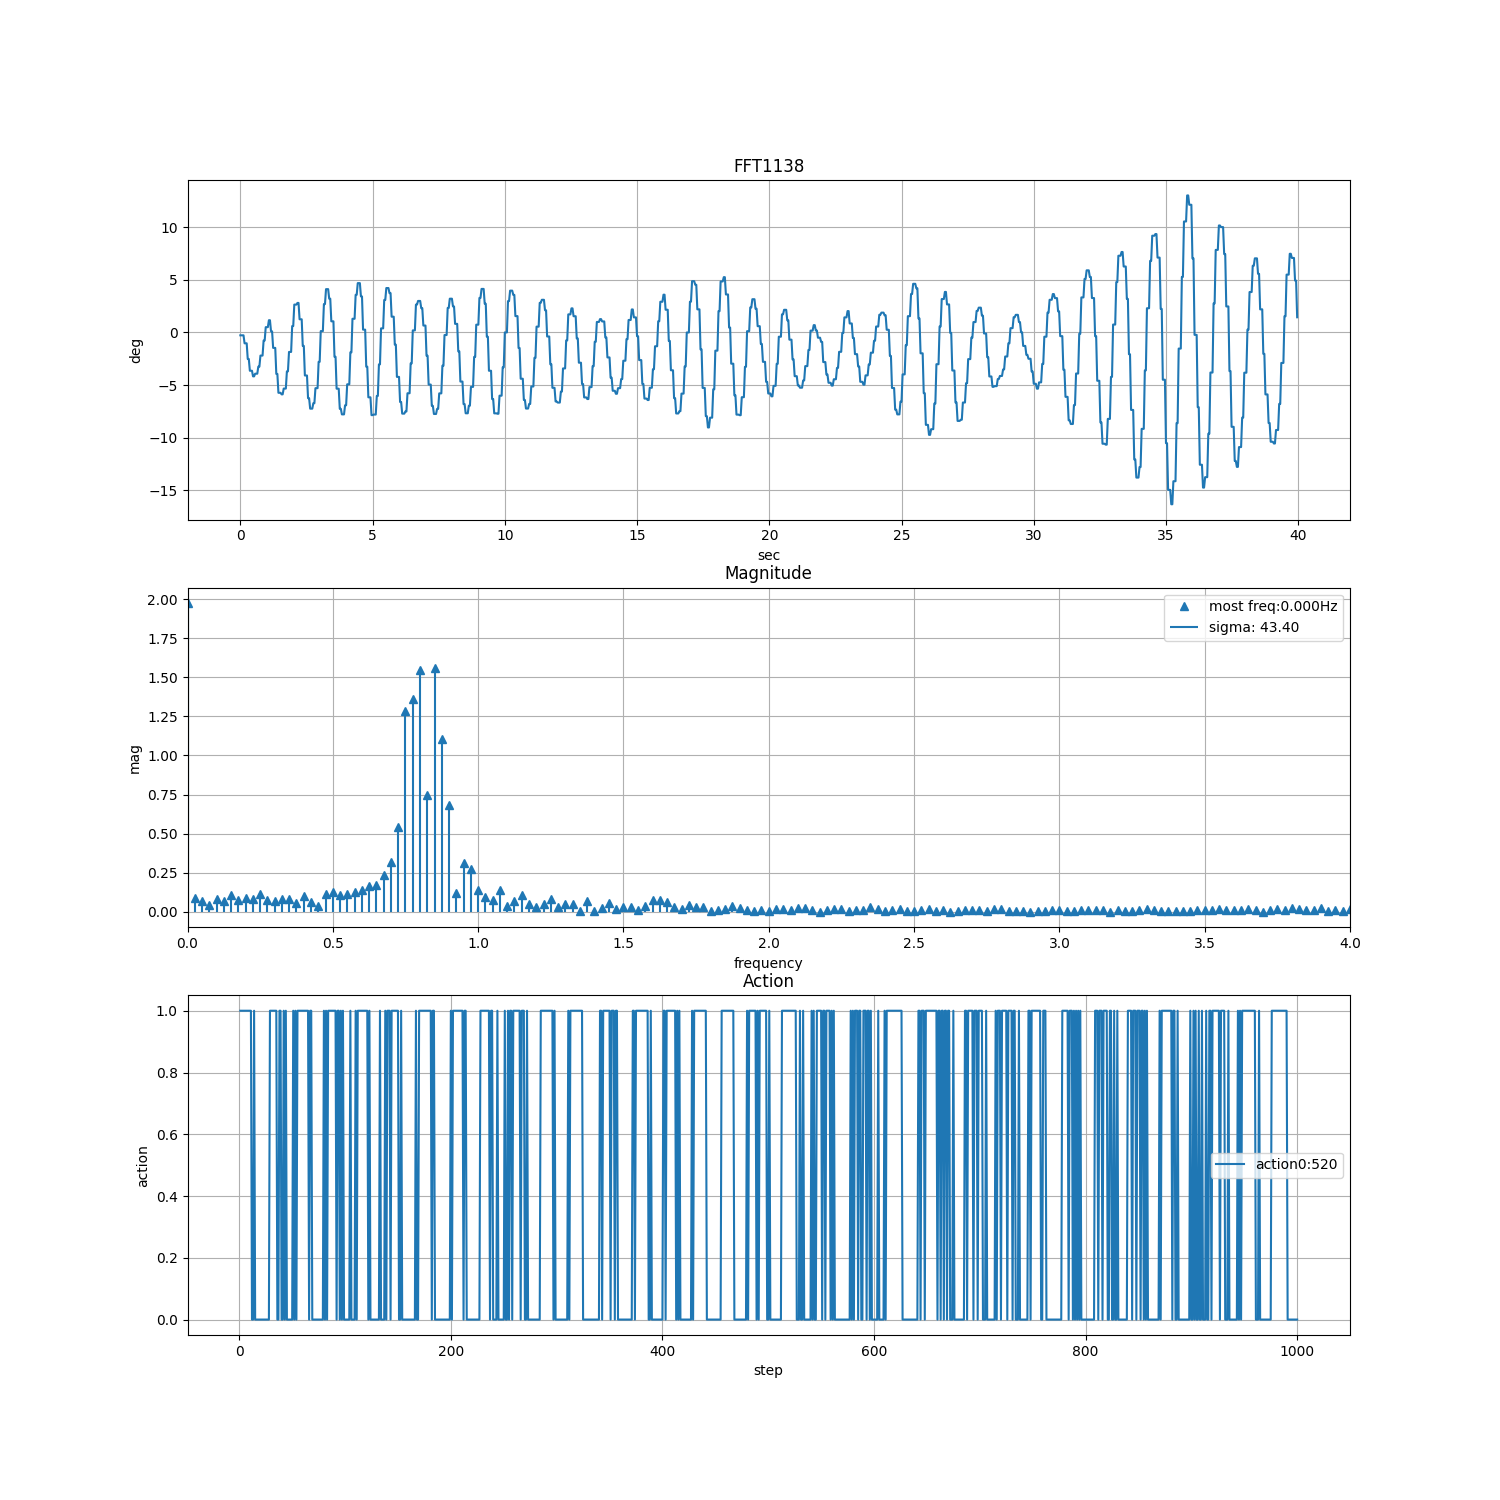 FFT1138
10
5
0
−5
−10
−15
deg
0 5 10 15 20 25 30 35 40
sec
Magnitude
2.00
1.75
1.50
1.25
1.00
0.75
0.50
0.25
0.00
mag
most freq:0.000Hz
sigma: 43.40
0.0 0.5 1.0 1.5 2.0 2.5 3.0 3.5 4.0
frequency
Action
1.0
0.8
0.6
0.4
0.2
0.0
action
action0:520
0 200 400 600 800 1000
step